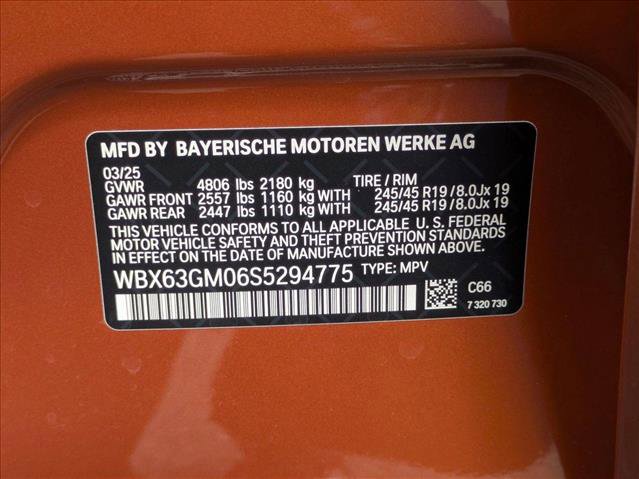 MFD BY BAYERISCHE MOTOREN WERKE AG
03/25
GVWR 4806 lbs 2180 kg TIRE / RIM
GAWR FRONT 2557 lbs 1160 kg WITH 245/45 R19 /8.0Jx 19
GAWR REAR 2447 lbs 1110 kg WITH 245/45 R19 /8.0Jx 19
THIS VEHICLE CONFORMS TO ALL APPLICABLE U. S. FEDERAL
MOTOR VEHICLE SAFETY AND THEFT PREVENTION STANDARDS
IN EFFECT ON THE DATE OF MANUFACTURE SHOWN ABOVE.
WBX63GM06S5294775 TYPE: MPV
C66
7 320 730